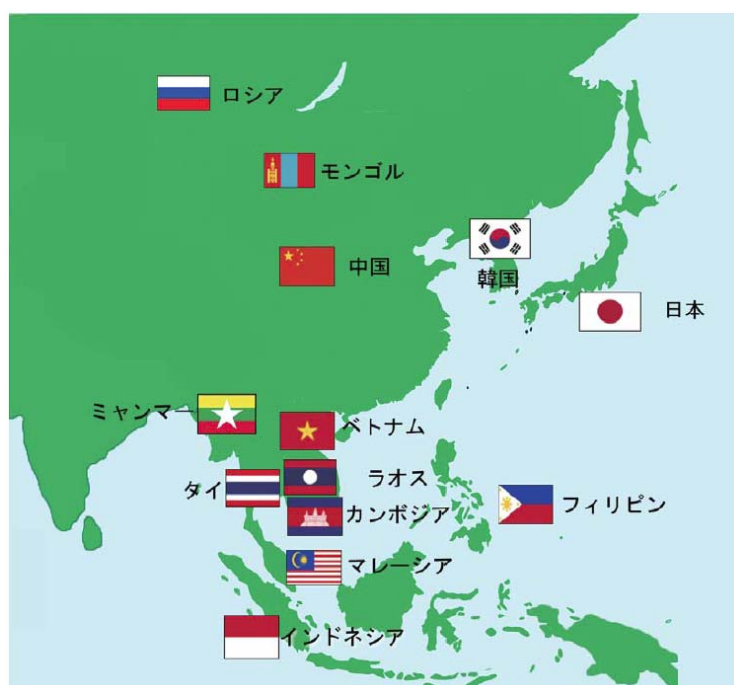 ロシア
モンゴル
中国
韓国
日本
ミャンマー
ベトナム
タイ
ラオス
カンボジア
フィリピン
マレーシア
インドネシア